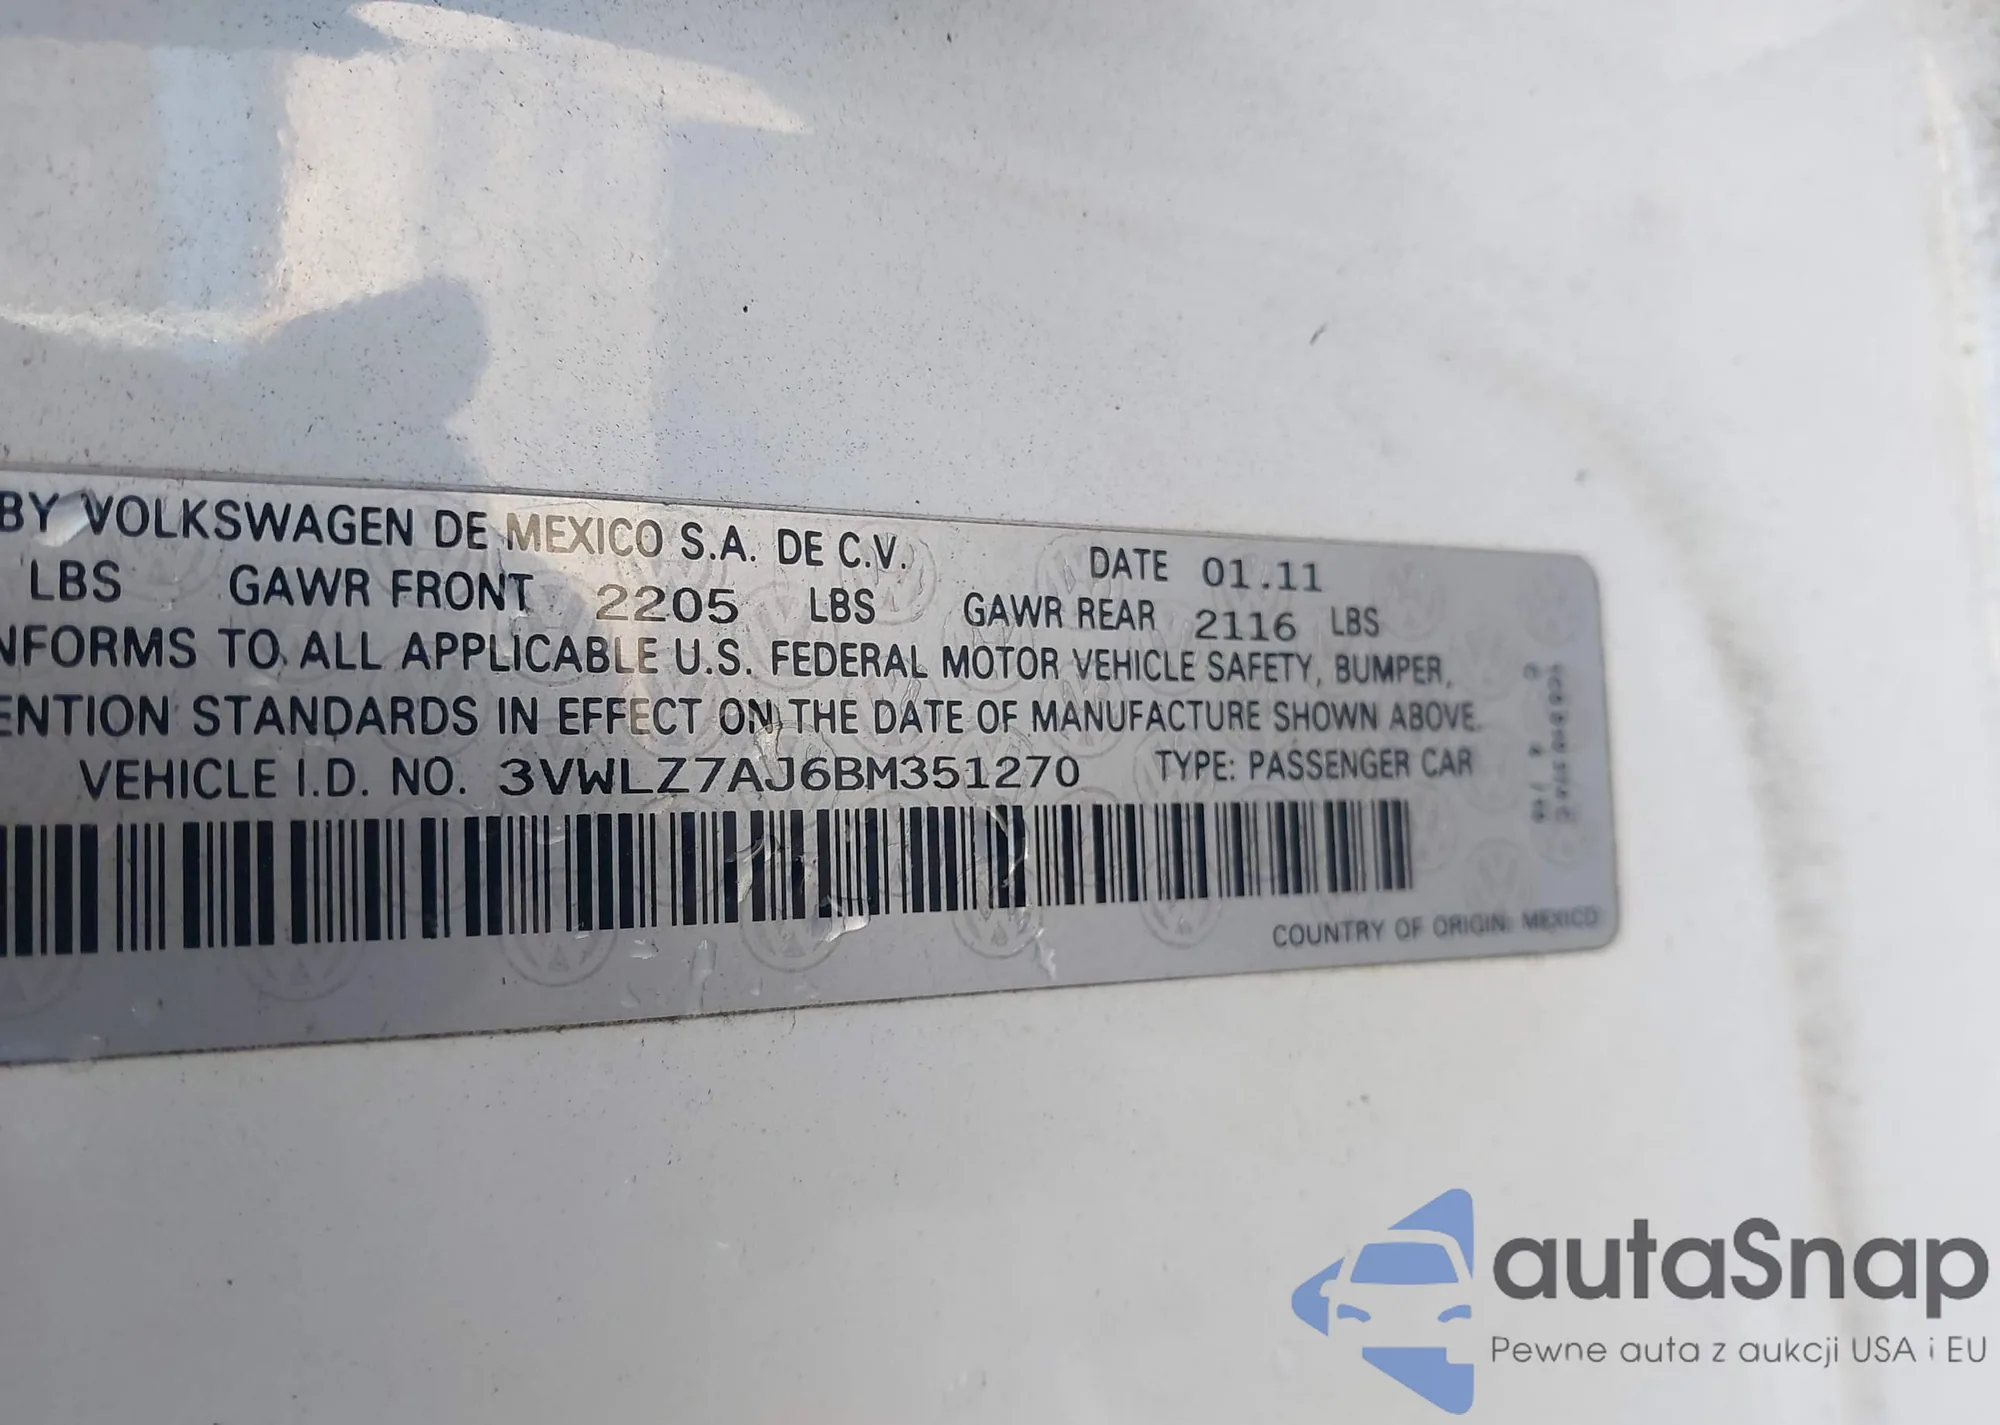 BY VOLKSWAGEN DE MEXICO S.A. DE C.V. DATE 01.11
LBS GAWR FRONT 2205 LBS GAWR REAR 2116 LBS
NFORMS TO ALL APPLICABLE U.S. FEDERAL MOTOR VEHICLE SAFETY, BUMPER,
ENTION STANDARDS IN EFFECT ON THE DATE OF MANUFACTURE SHOWN ABOVE.
VEHICLE I.D. NO. 3VWLZ7AJ6BM351270 TYPE: PASSENGER CAR
COUNTRY OF ORIGIN: MEXICO
autaSnap
Pewne auta z aukcji USA i EU